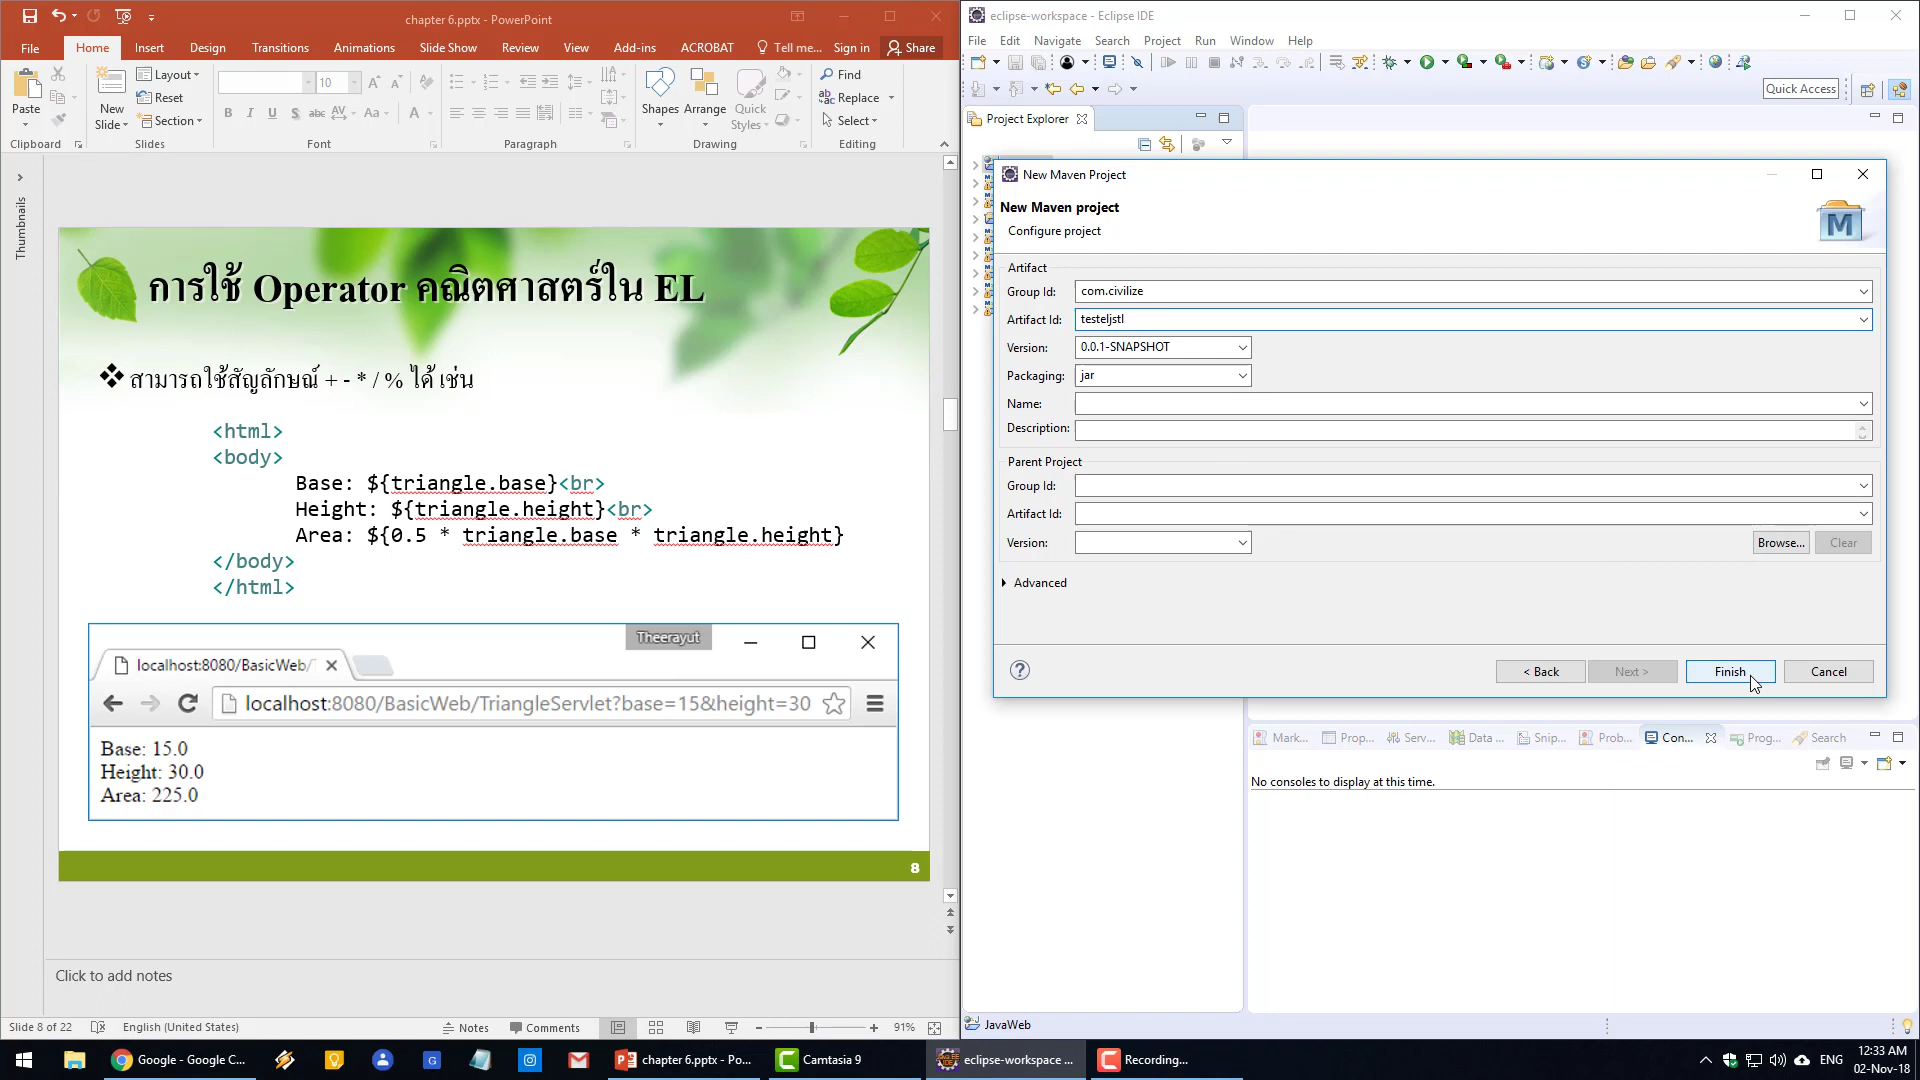 chapter 6.pptx - PowerPoint
File Home Insert Design Transitions Animations Slide Show Review View Add-ins ACROBAT Tell me... Sign in Share
Paste
Clipboard
New Slide
Layout
Reset
Section
Slides
10
B I U S abc AV Aa A
Font
Paragraph
Shapes Arrange Quick Styles
Drawing
Find
Replace
Select
Editing
Thumbnails
การใช้ Operator คณิตศาสตร์ใน EL
สามารถใช้สัญลักษณ์ + - * / % ได้ เช่น
<html>
<body>
Base: ${triangle.base}<br>
Height: ${triangle.height}<br>
Area: ${0.5 * triangle.base * triangle.height}
</body>
</html>
Theerayut
localhost:8080/BasicWeb/
localhost:8080/BasicWeb/TriangleServlet?base=15&height=30
Base: 15.0
Height: 30.0
Area: 225.0
8
Click to add notes
Slide 8 of 22 English (United States) Notes Comments 91%
eclipse-workspace - Eclipse IDE
File Edit Navigate Search Project Run Window Help
Quick Access
Project Explorer
New Maven Project
New Maven project
Configure project
M
Artifact
Group Id: com.civilize
Artifact Id: testeljstl
Version: 0.0.1-SNAPSHOT
Packaging: jar
Name:
Description:
Parent Project
Group Id:
Artifact Id:
Version:
Browse... Clear
Advanced
< Back Next > Finish Cancel
Mark... Prop... Serv... Data ... Snip... Prob... Con... Prog... Search
No consoles to display at this time.
JavaWeb
Google - Google C...
chapter 6.pptx - Po...
Camtasia 9
eclipse-workspace ...
Recording...
ENG
12:33 AM
02-Nov-18